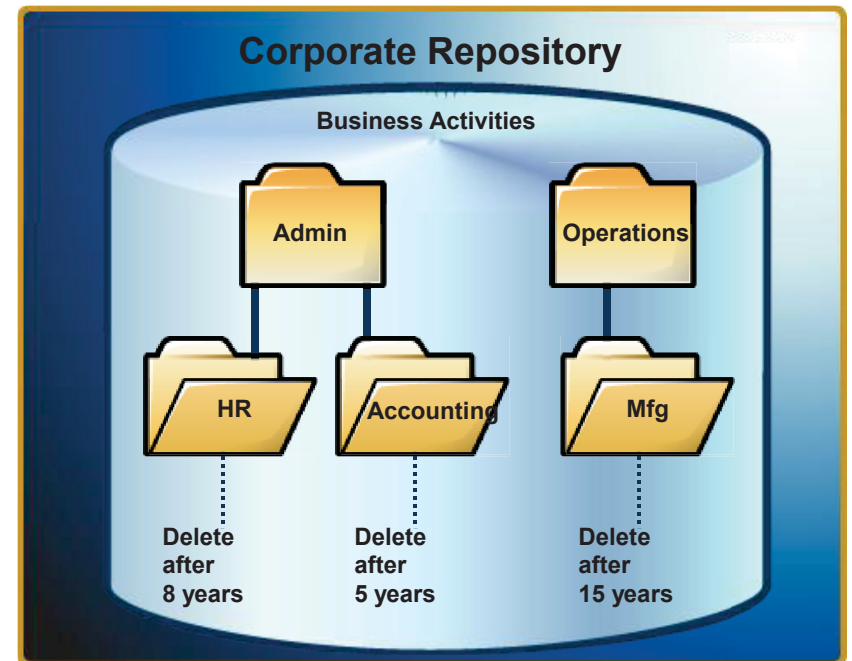 Corporate Repository
Business Activities
Admin
Operations
HR
Accounting
Mfg
Delete
after
8 years
Delete
after
5 years
Delete
after
15 years